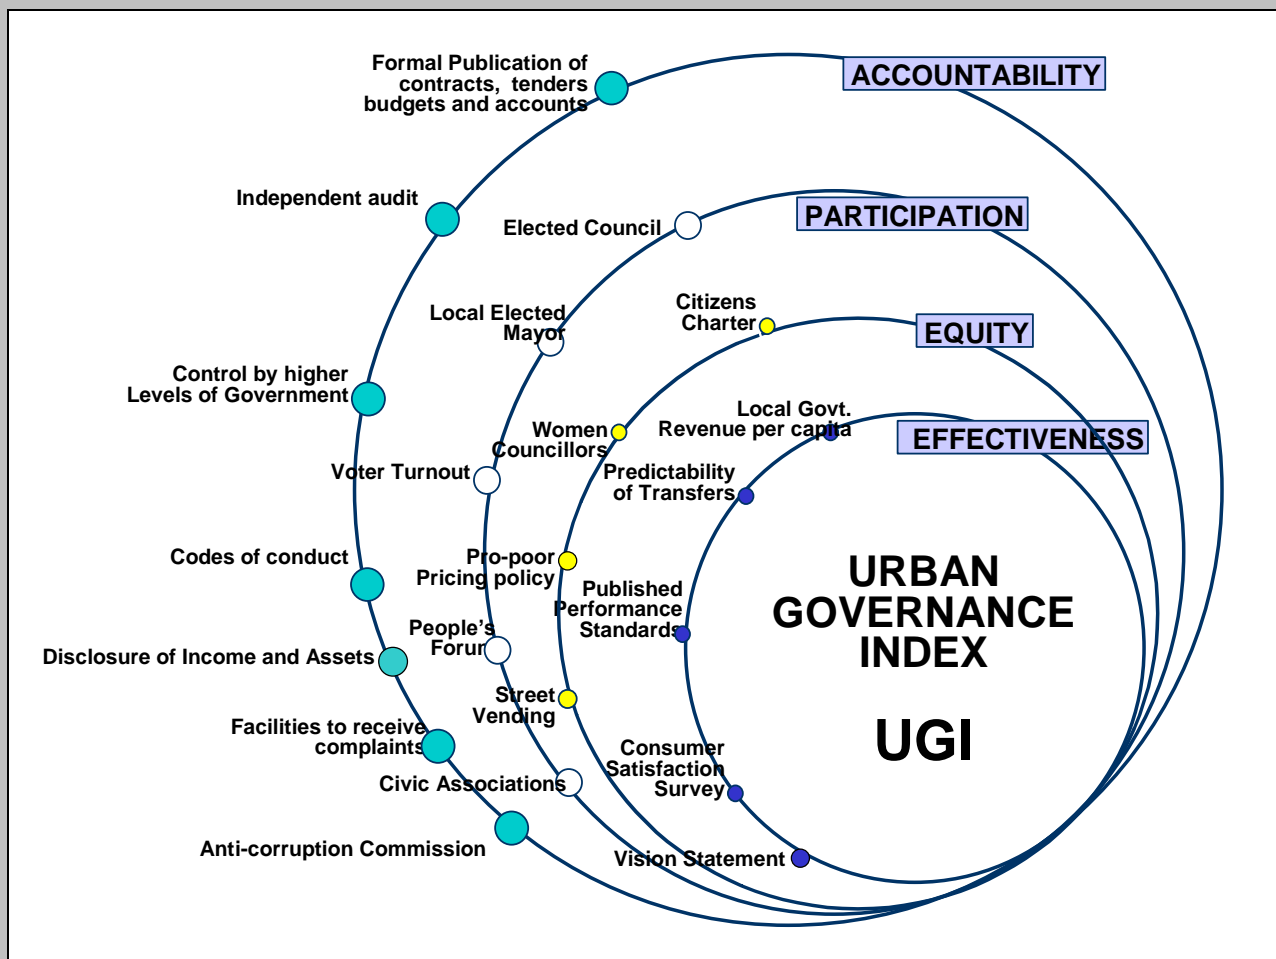 Formal Publication of
contracts, tenders
budgets and accounts
ACCOUNTABILITY
Independent audit
Elected Council
PARTICIPATION
Local Elected
Mayor
Citizens
Charter
EQUITY
Control by higher
Levels of Government
Women
Councillors
Local Govt.
Revenue per capita
EFFECTIVENESS
Voter Turnout
Predictability
of Transfers
Codes of conduct
Pro-poor
Pricing policy
Published
Performance
Standards
URBAN
GOVERNANCE
INDEX
UGI
People's
Forum
Disclosure of Income and Assets
Street
Vending
Facilities to receive
complaints
Consumer
Satisfaction
Survey
Civic Associations
Anti-corruption Commission
Vision Statement